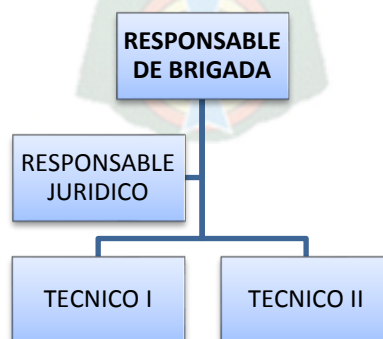 RESPONSABLE
DE BRIGADA
RESPONSABLE
JURIDICO
TECNICO I
TECNICO II